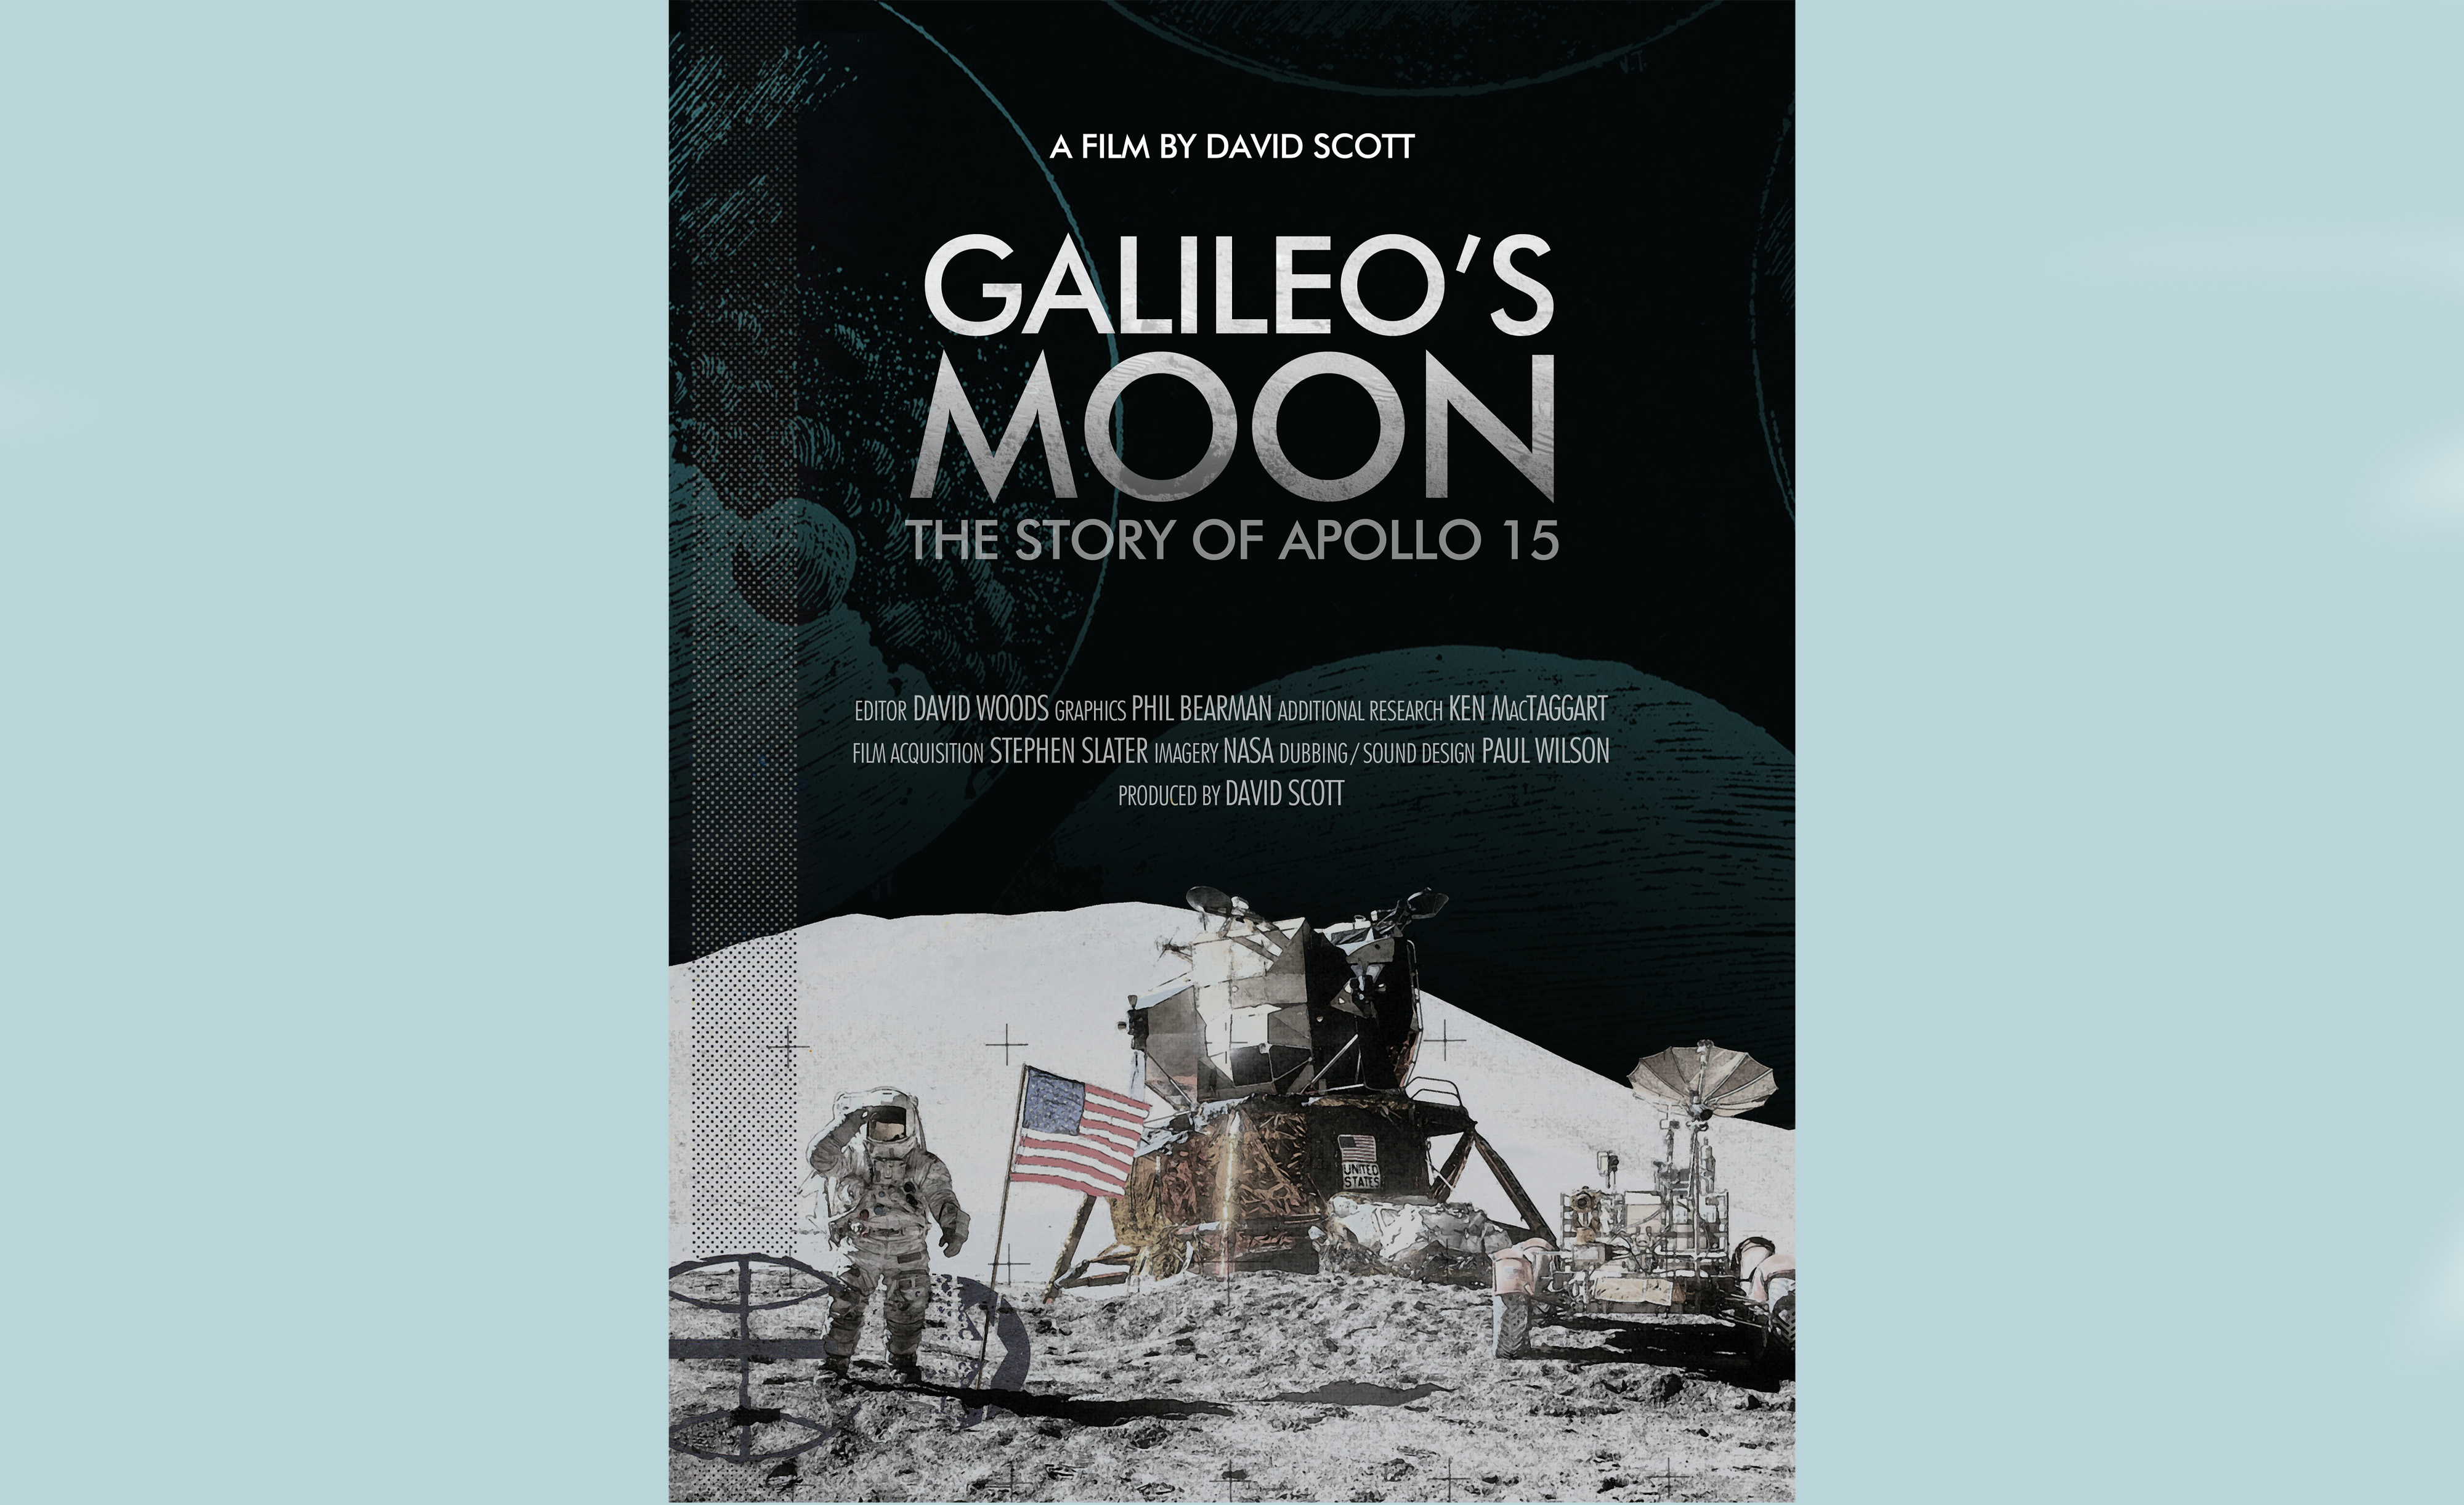 A FILM BY DAVID SCOTT
GALILEO'S
MOON
THE STORY OF APOLLO 15
EDITOR DAVID WOODS GRAPHICS PHIL BEARMAN ADDITIONAL RESEARCH KEN MacTAGGART
FILM ACQUISITION STEPHEN SLATER IMAGERY NASA DUBBING / SOUND DESIGN PAUL WILSON
PRODUCED BY DAVID SCOTT
UNITED
STATES